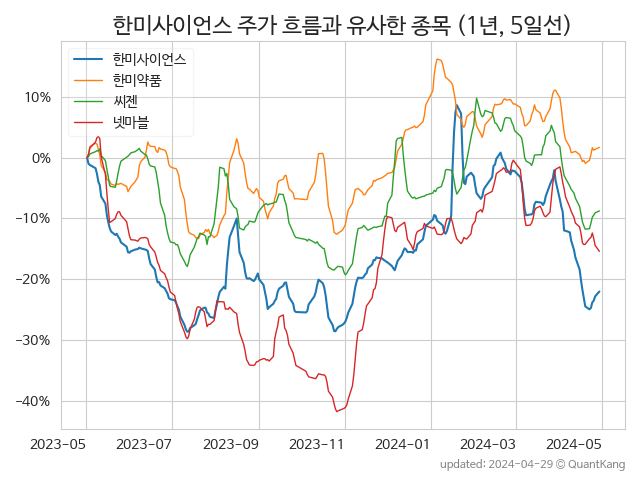 한미사이언스 주가 흐름과 유사한 종목 (1년, 5일선)
한미사이언스
한미약품
씨젠
넷마블
10%
0%
−10%
−20%
−30%
−40%
2023-05 2023-07 2023-09 2023-11 2024-01 2024-03 2024-05
updated: 2024-04-29 © QuantKang